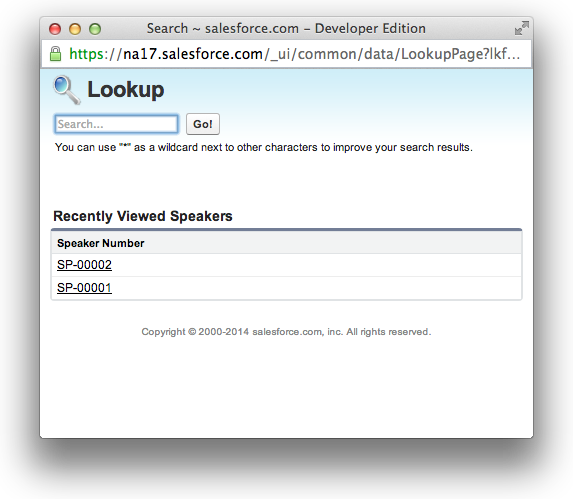 Search ~ salesforce.com – Developer Edition
https://na17.salesforce.com/_ui/common/data/LookupPage?lkf...
Lookup
Search...
Go!
You can use "*" as a wildcard next to other characters to improve your search results.
Recently Viewed Speakers
Speaker Number
SP-00002
SP-00001
Copyright © 2000-2014 salesforce.com, inc. All rights reserved.